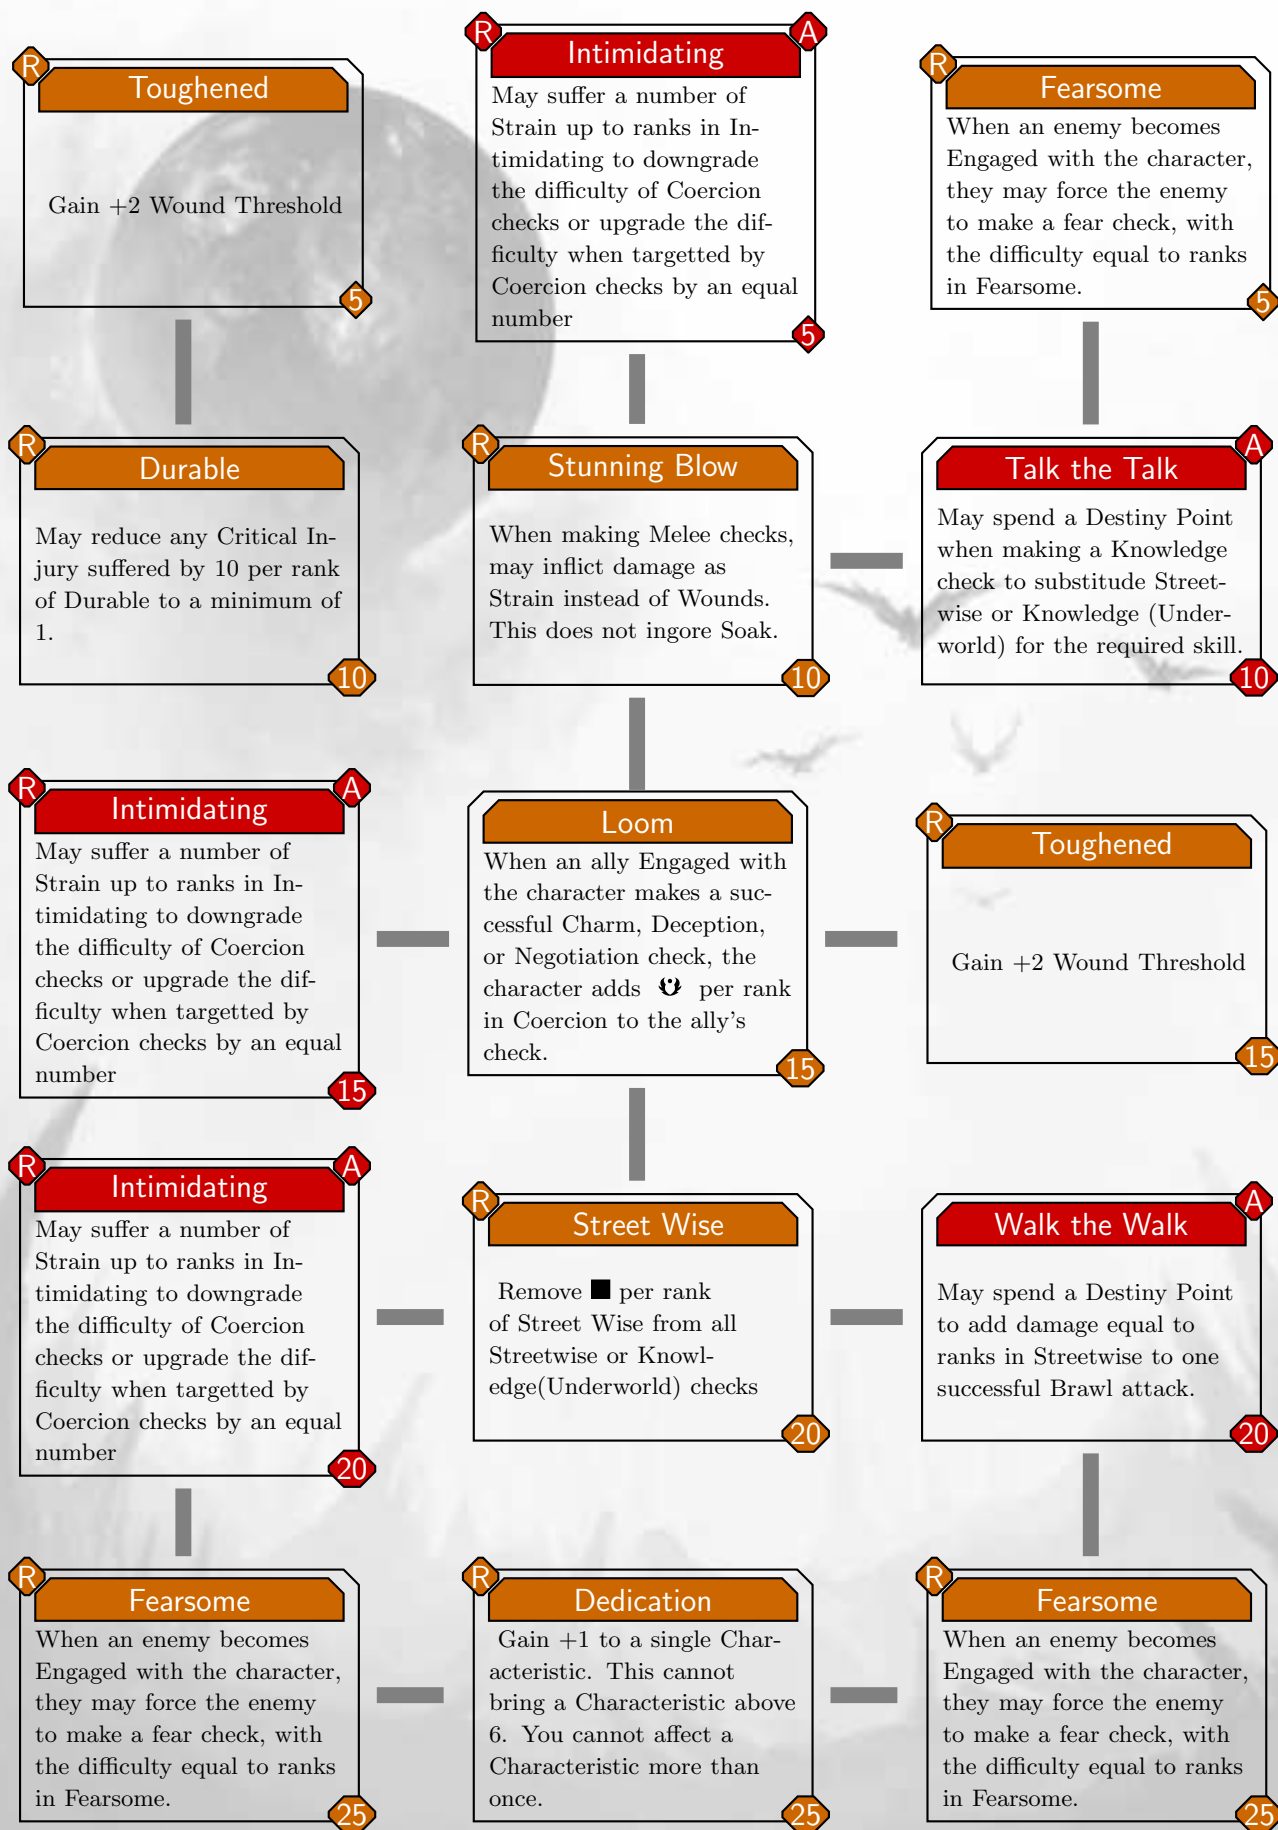 R
Toughened
Gain +2 Wound Threshold
5
R
A
Intimidating
May suffer a number of
Strain up to ranks in In-
timidating to downgrade
the difficulty of Coercion
checks or upgrade the dif-
ficulty when targetted by
Coercion checks by an equal
number
5
R
Fearsome
When an enemy becomes
Engaged with the character,
they may force the enemy
to make a fear check, with
the difficulty equal to ranks
in Fearsome.
5
R
Durable
May reduce any Critical In-
jury suffered by 10 per rank
of Durable to a minimum of
1.
10
R
Stunning Blow
When making Melee checks,
may inflict damage as
Strain instead of Wounds.
This does not ingore Soak.
10
A
Talk the Talk
May spend a Destiny Point
when making a Knowledge
check to substitude Street-
wise or Knowledge (Under-
world) for the required skill.
10
R
A
Intimidating
May suffer a number of
Strain up to ranks in In-
timidating to downgrade
the difficulty of Coercion
checks or upgrade the dif-
ficulty when targetted by
Coercion checks by an equal
number
15
Loom
When an ally Engaged with
the character makes a suc-
cessful Charm, Deception,
or Negotiation check, the
character adds per rank
in Coercion to the ally's
check.
15
R
Toughened
Gain +2 Wound Threshold
15
R
A
Intimidating
May suffer a number of
Strain up to ranks in In-
timidating to downgrade
the difficulty of Coercion
checks or upgrade the dif-
ficulty when targetted by
Coercion checks by an equal
number
20
R
Street Wise
Remove ■ per rank
of Street Wise from all
Streetwise or Knowl-
edge(Underworld) checks
20
A
Walk the Walk
May spend a Destiny Point
to add damage equal to
ranks in Streetwise to one
successful Brawl attack.
20
R
Fearsome
When an enemy becomes
Engaged with the character,
they may force the enemy
to make a fear check, with
the difficulty equal to ranks
in Fearsome.
25
R
Dedication
Gain +1 to a single Char-
acteristic. This cannot
bring a Characteristic above
6. You cannot affect a
Characteristic more than
once.
25
R
Fearsome
When an enemy becomes
Engaged with the character,
they may force the enemy
to make a fear check, with
the difficulty equal to ranks
in Fearsome.
25